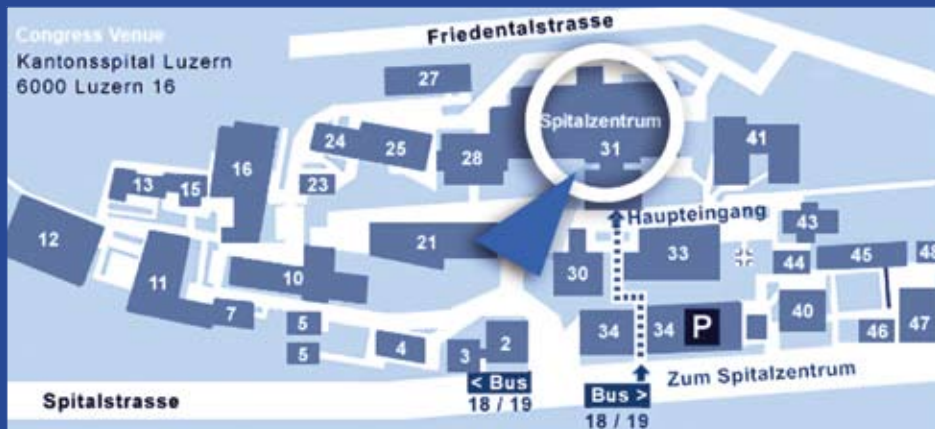 Congress Venue
Kantonsspital Luzern
6000 Luzern 16
Friedentalstrasse
27
Spitalzentrum
31
24
25
28
41
16
13
15
23
Haupteingang
43
12
21
33
45
48
11
10
30
44
7
5
34
34
P
40
46
47
5
4
3
2
< Bus
18 / 19
Bus >
18 / 19
Zum Spitalzentrum
Spitalstrasse